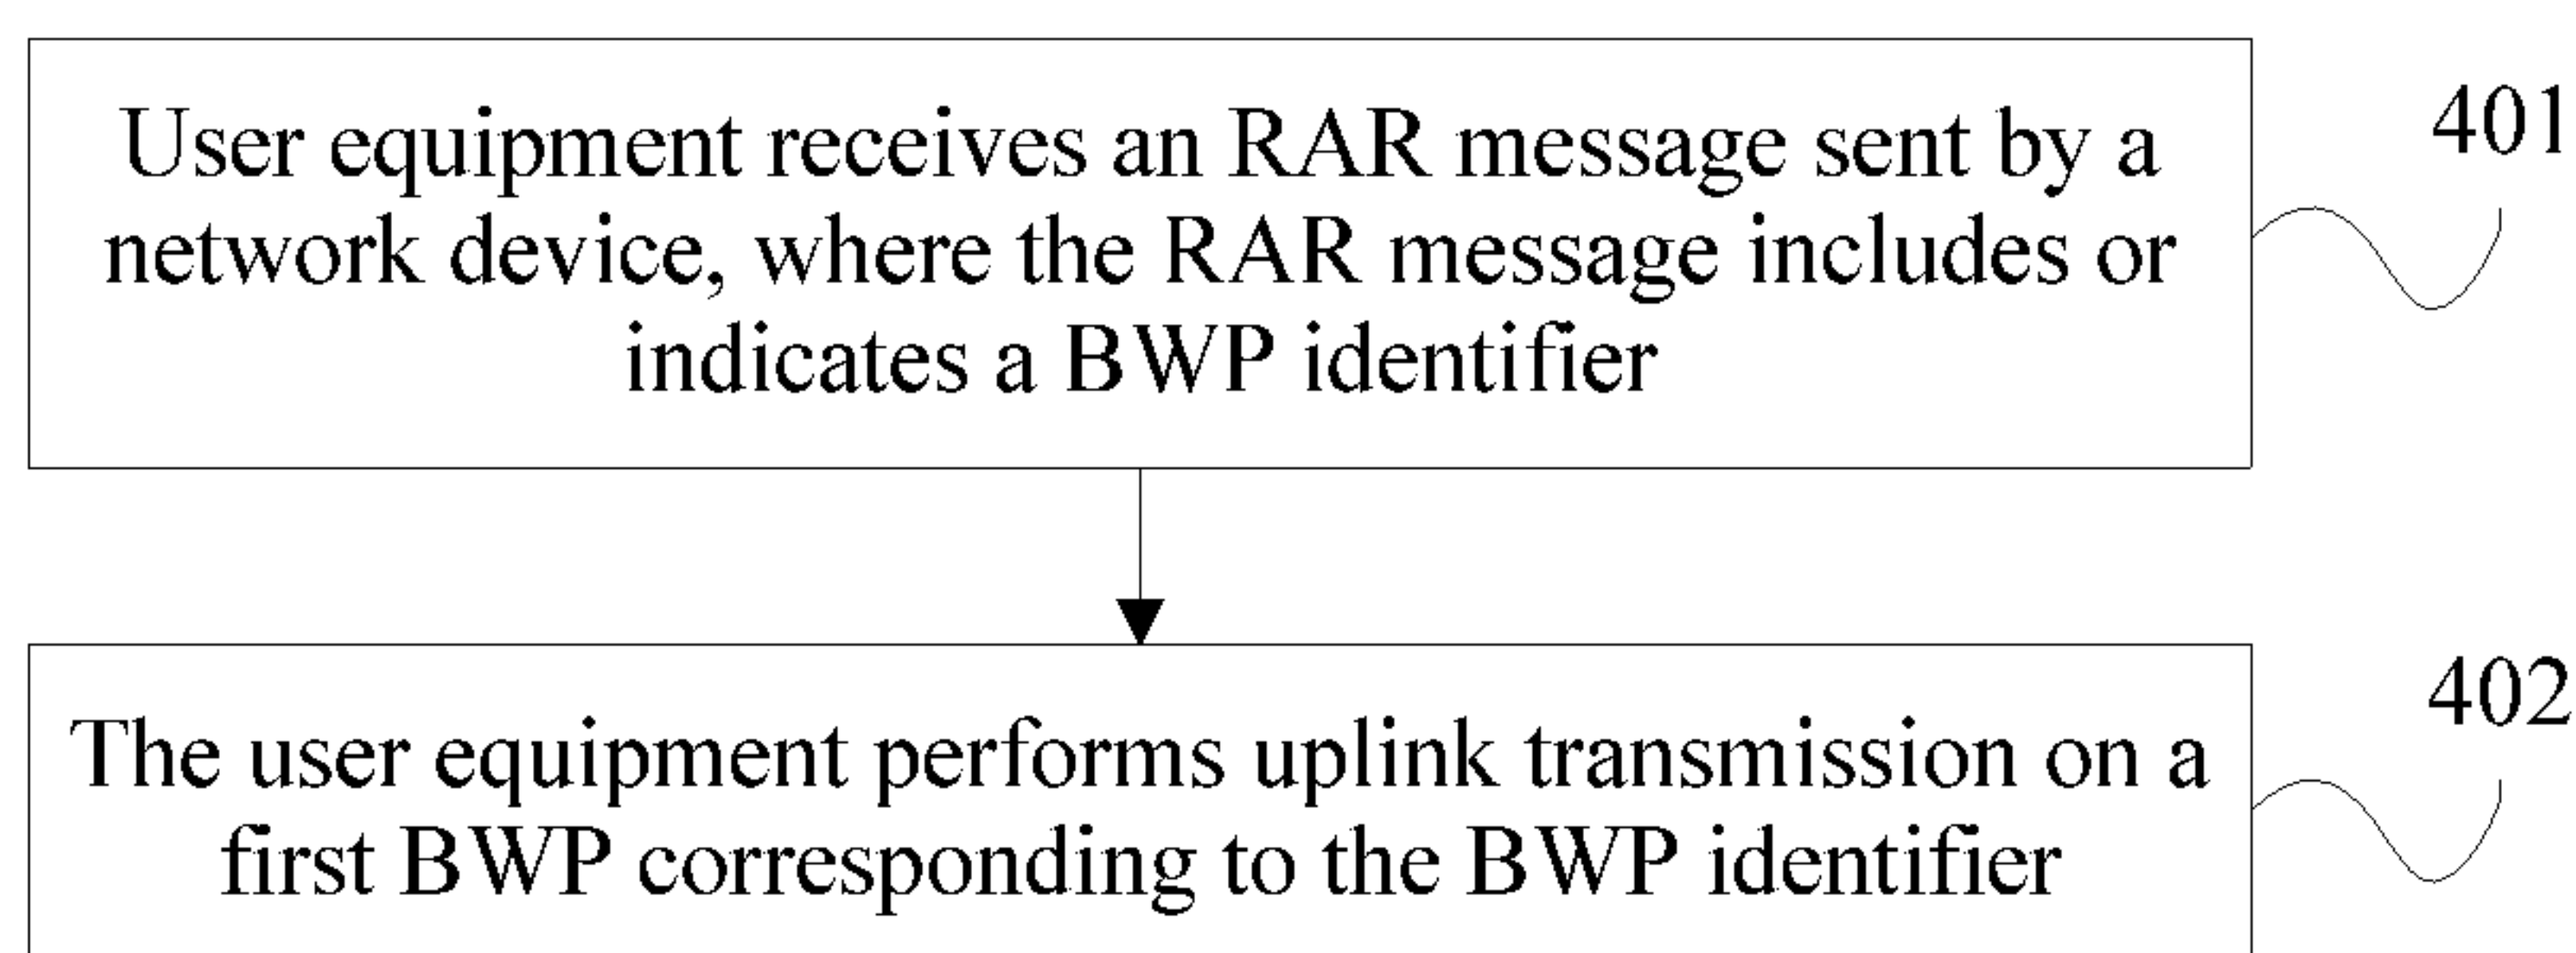 User equipment receives an RAR message sent by a
network device, where the RAR message includes or
indicates a BWP identifier
401
The user equipment performs uplink transmission on a
first BWP corresponding to the BWP identifier
402